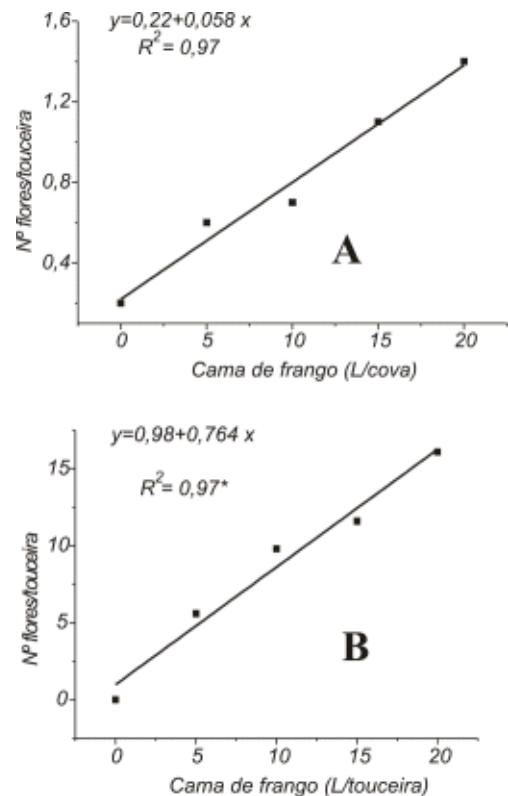 y=0,22+0,058 x
R²= 0,97
1,6
1,2
0,8
0,4
Nº flores/touceira
A
0 5 10 15 20
Cama de frango (L/cova)
y=0,98+0,764 x
R²= 0,97*
15
10
5
0
Nº flores/touceira
B
0 5 10 15 20
Cama de frango (L/touceira)